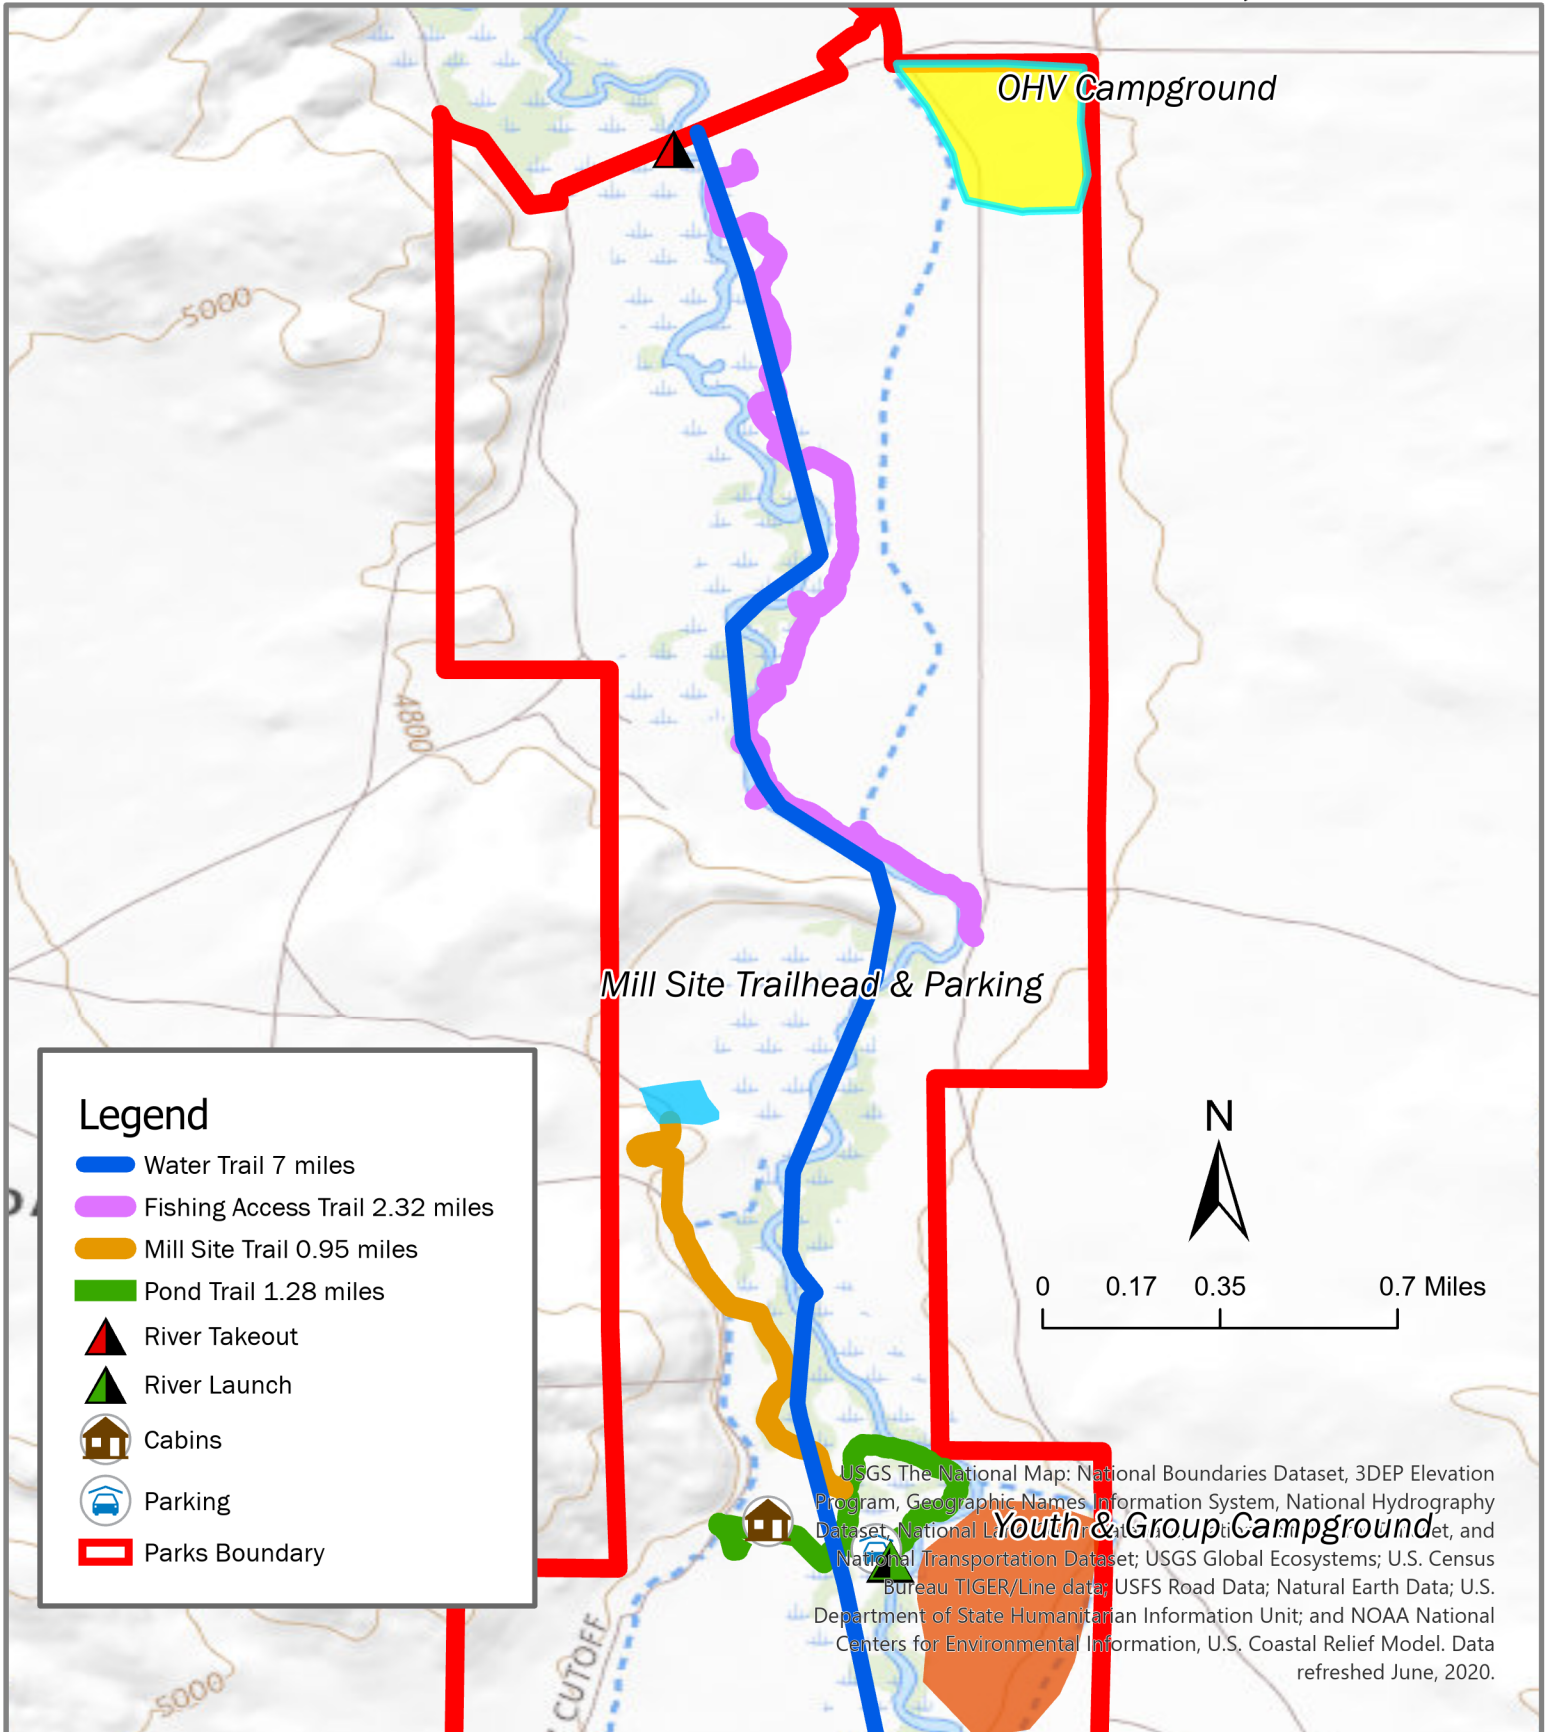 OHV Campground
5000
4800
Mill Site Trailhead & Parking
Legend
Water Trail 7 miles
Fishing Access Trail 2.32 miles
Mill Site Trail 0.95 miles
Pond Trail 1.28 miles
River Takeout
River Launch
Cabins
Parking
Parks Boundary
N
0 0.17 0.35 0.7 Miles
USGS The National Map: National Boundaries Dataset, 3DEP Elevation
Program, Geographic Names Information System, National Hydrography
Dataset, National and
Youth & Group Campground
National Transportation Dataset; USGS Global Ecosystems; U.S. Census
Bureau TIGER/Line data; USFS Road Data; Natural Earth Data; U.S.
Department of State Humanitarian Information Unit; and NOAA National
Centers for Environmental Information, U.S. Coastal Relief Model. Data
refreshed June, 2020.
CUTOFF
5000